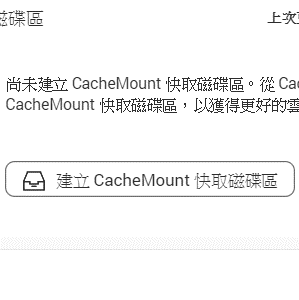 磁碟區
上次
尚未建立 CacheMount 快取磁碟區。從 Cac
CacheMount 快取磁碟區，以獲得更好的雲
建立 CacheMount 快取磁碟區